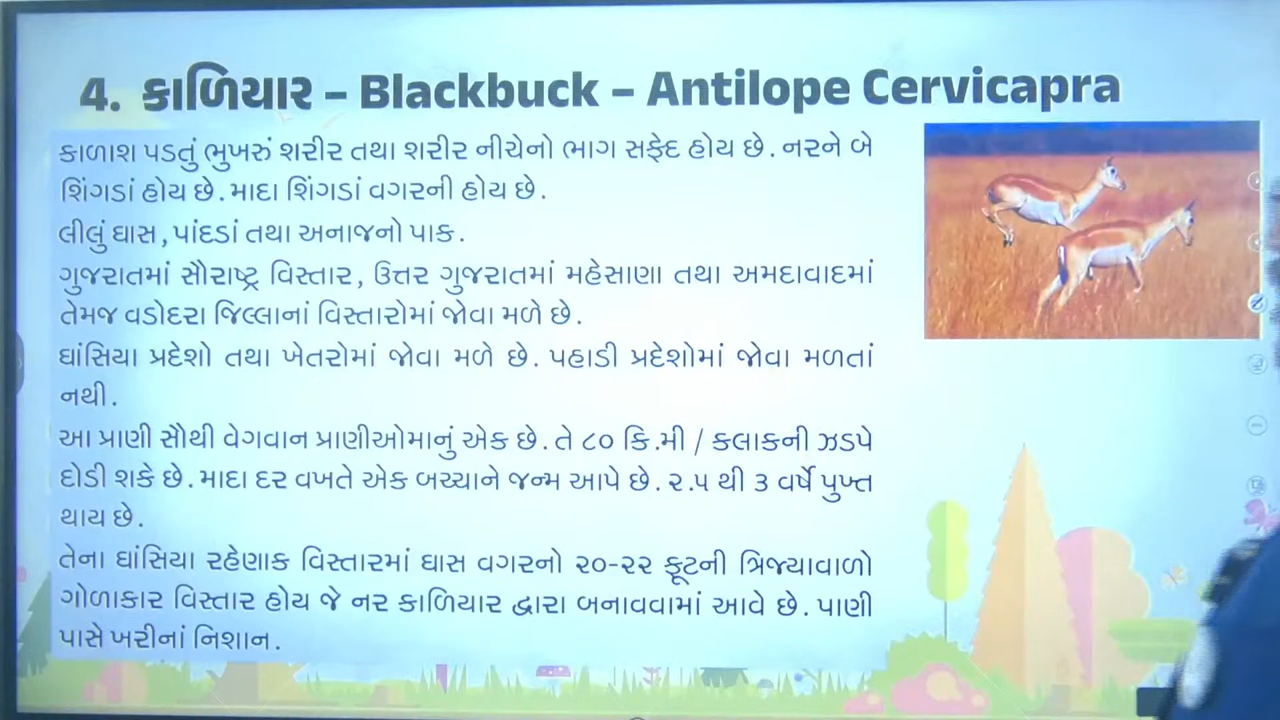 4. કાળિયાર – Blackbuck – Antilope Cervicapra
કાળાશ પડતું ભુખરું શરીર તથા શરીર નીચેનો ભાગ સફેદ હોય છે. નરને બે
શિંગડાં હોય છે. માદા શિંગડાં વગરની હોય છે.
લીલું ઘાસ, પાંદડાં તથા અનાજનો પાક.
ગુજરાતમાં સૌરાષ્ટ્ર વિસ્તાર, ઉત્તર ગુજરાતમાં મહેસાણા તથા અમદાવાદમાં
તેમજ વડોદરા જિલ્લાનાં વિસ્તારોમાં જોવા મળે છે.
ઘાંસિયા પ્રદેશો તથા ખેતરોમાં જોવા મળે છે. પહાડી પ્રદેશોમાં જોવા મળતાં
નથી.
આ પ્રાણી સૌથી વેગવાન પ્રાણીઓમાનું એક છે. તે ૮૦ કિ.મી / કલાકની ઝડપે
દોડી શકે છે. માદા દર વખતે એક બચ્ચાને જન્મ આપે છે. ૨.૫ થી ૩ વર્ષે પુખ્ત
થાય છે.
તેના ઘાંસિયા રહેણાક વિસ્તારમાં ઘાસ વગરનો ૨૦-૨૨ ફૂટની ત્રિજ્યાવાળો
ગોળાકાર વિસ્તાર હોય જે નર કાળિયાર દ્વારા બનાવવામાં આવે છે. પાણી
પાસે ખરીનાં નિશાન.